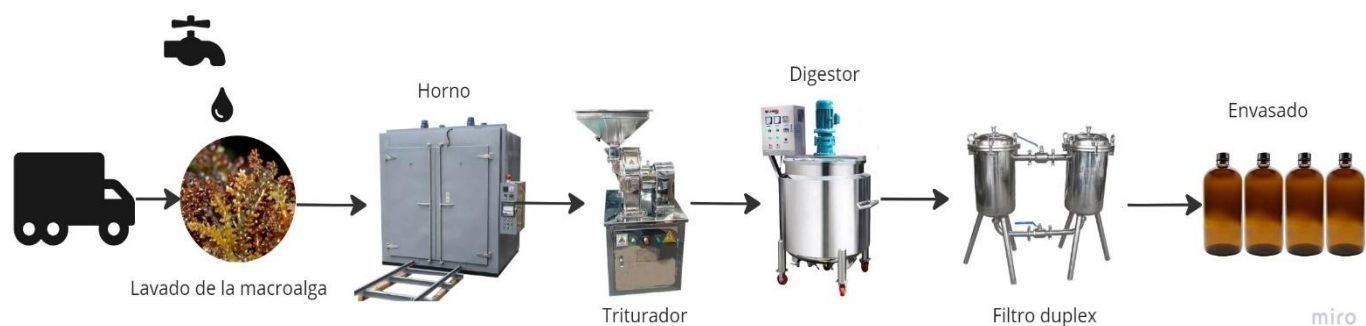 Lavado de la macroalga
Horno
Triturador
Digestor
Filtro duplex
Envasado
miro